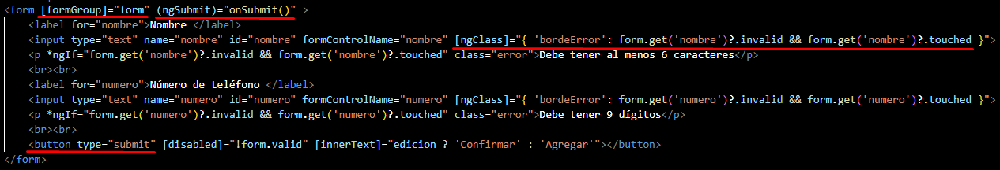 <form [formGroup]="form" (ngSubmit)="onSubmit()" >
<label for="nombre">Nombre </label>
<input type="text" name="nombre" id="nombre" formControlName="nombre" [ngClass]="{ 'bordeError': form.get('nombre')?.invalid && form.get('nombre')?.touched }">
<p *ngIf="form.get('nombre')?.invalid && form.get('nombre')?.touched" class="error">Debe tener al menos 6 caracteres</p>
<br><br>
<label for="numero">Número de teléfono </label>
<input type="text" name="numero" id="numero" formControlName="numero" [ngClass]="{ 'bordeError': form.get('numero')?.invalid && form.get('numero')?.touched }">
<p *ngIf="form.get('numero')?.invalid && form.get('numero')?.touched" class="error">Debe tener 9 dígitos</p>
<br><br>
<button type="submit" [disabled]="!form.valid" [innerText]="edicion ? 'Confirmar' : 'Agregar'"></button>
</form>